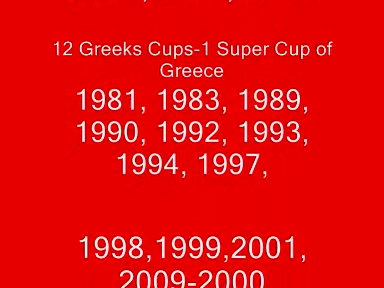 12 Greeks Cups-1 Super Cup of
Greece
1981, 1983, 1989,
1990, 1992, 1993,
1994, 1997,
1998,1999,2001,
2009-2000